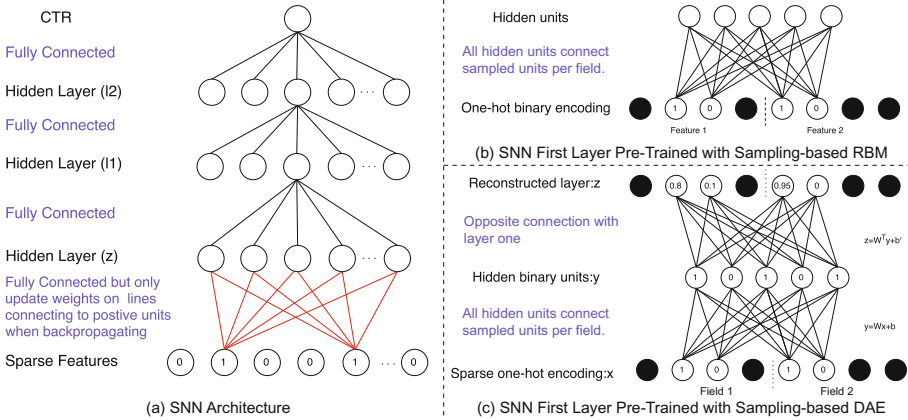 CTR
Fully Connected
Hidden Layer (l2)
. . .
Fully Connected
Hidden Layer (l1)
. . .
Fully Connected
Hidden Layer (z)
. . .
Fully Connected but only
update weights on lines
connecting to postive units
when backpropagating
Sparse Features
0 1 0 0 1 . . . 0
(a) SNN Architecture
Hidden units
All hidden units connect
sampled units per field.
One-hot binary encoding
1 0 1 0
Feature 1 Feature 2
(b) SNN First Layer Pre-Trained with Sampling-based RBM
Reconstructed layer:z
0.8 0.1 0.95 0
Opposite connection with
layer one
z=Wᵀy+b'
Hidden binary units:y
1 0 1 0 1
All hidden units connect
sampled units per field.
y=Wx+b
Sparse one-hot encoding:x
1 0 1 0
Field 1 Field 2
(c) SNN First Layer Pre-Trained with Sampling-based DAE